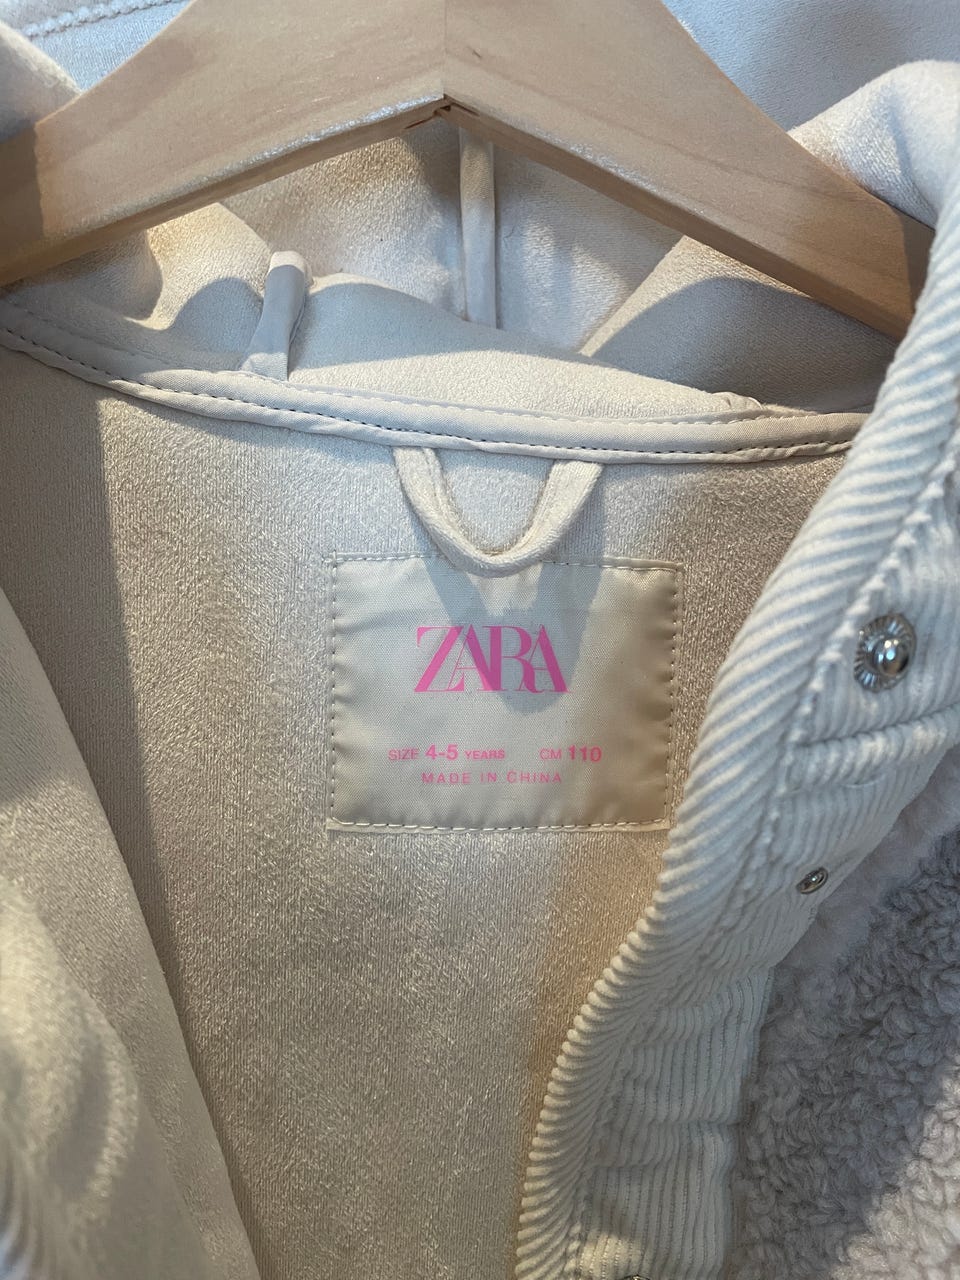 ZARA
SIZE 4-5 YEARS CM 110
MADE IN CHINA